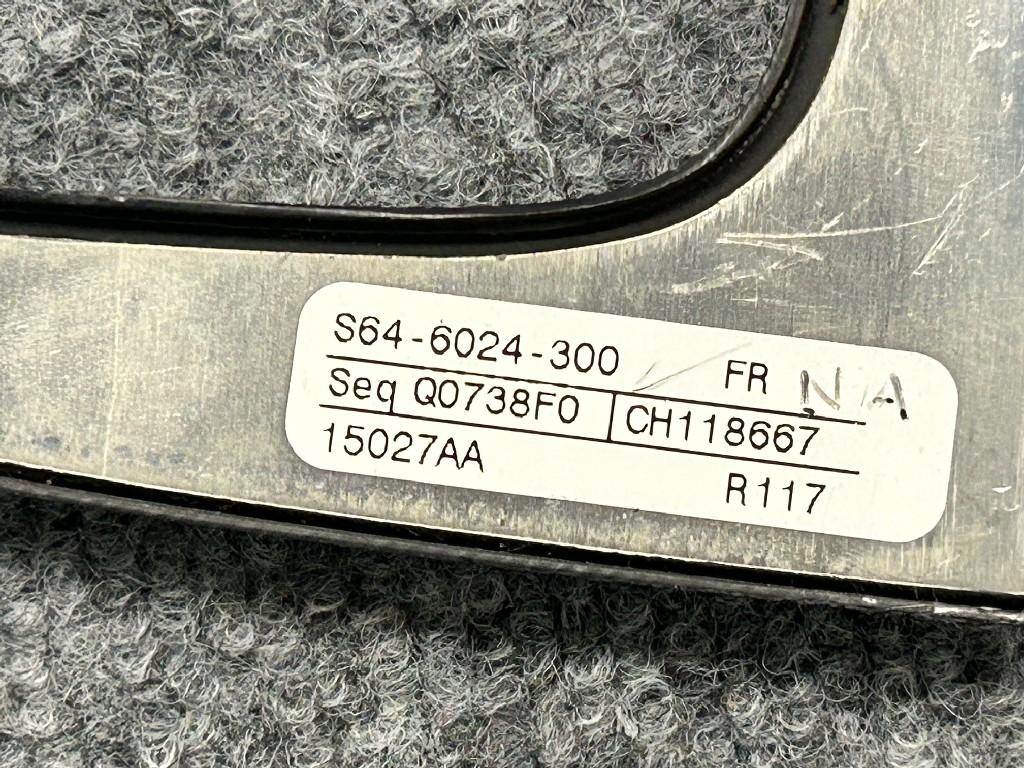 S64-6024-300 FR NA
Seq Q0738F0 CH118667
15027AA R117